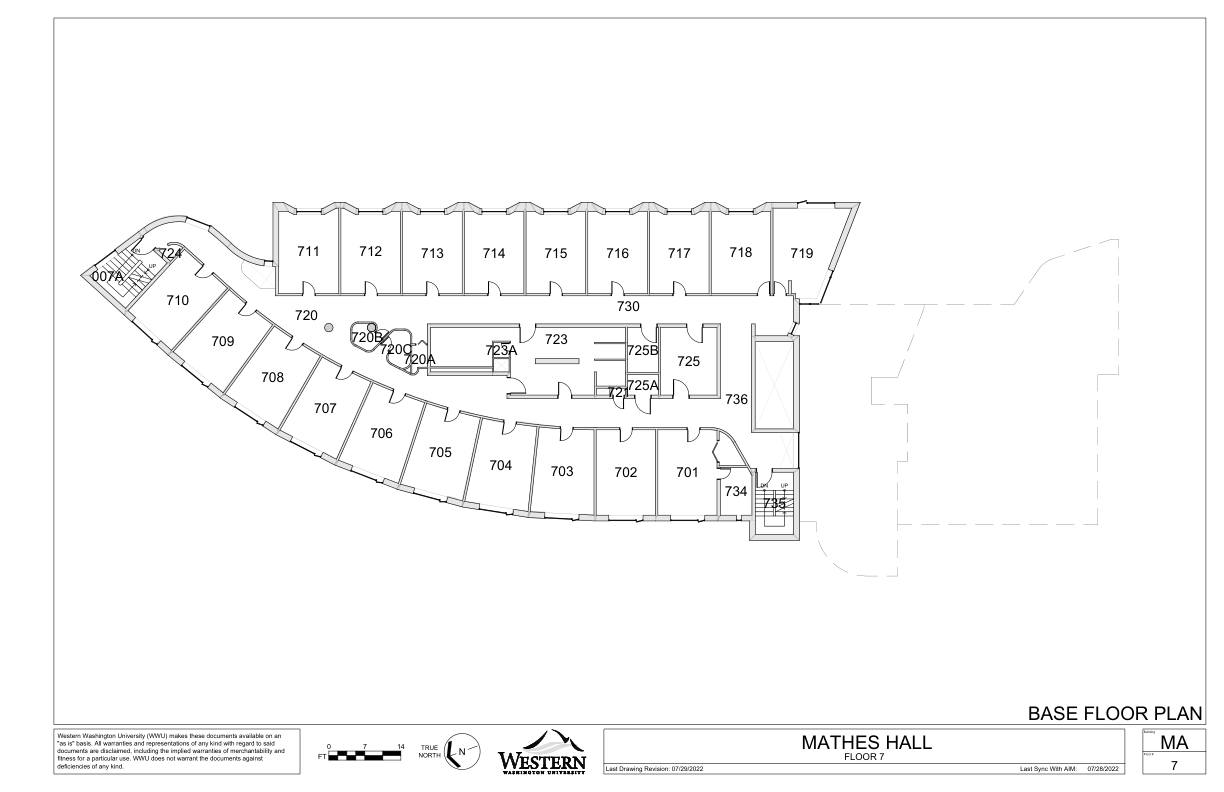 711
712
713
714
715
716
717
718
719
DN
724
UP
007A
710
730
720
709
720B
720C
720A
723A
723
725B
725
708
725A
721
736
707
706
705
704
703
702
701
734
DN
UP
735
BASE FLOOR PLAN
Western Washington University (WWU) makes these documents available on an
"as is" basis. All warranties and representations of any kind with regard to said
documents are disclaimed, including the implied warranties of merchantability and
fitness for a particular use. WWU does not warrant the documents against
deficiencies of any kind.
0 7 14
FT
TRUE
NORTH
N
WESTERN
WASHINGTON UNIVERSITY
MATHES HALL
FLOOR 7
Last Drawing Revision: 07/29/2022
Last Sync With AIM: 07/28/2022
Building
MA
FLOOR
7